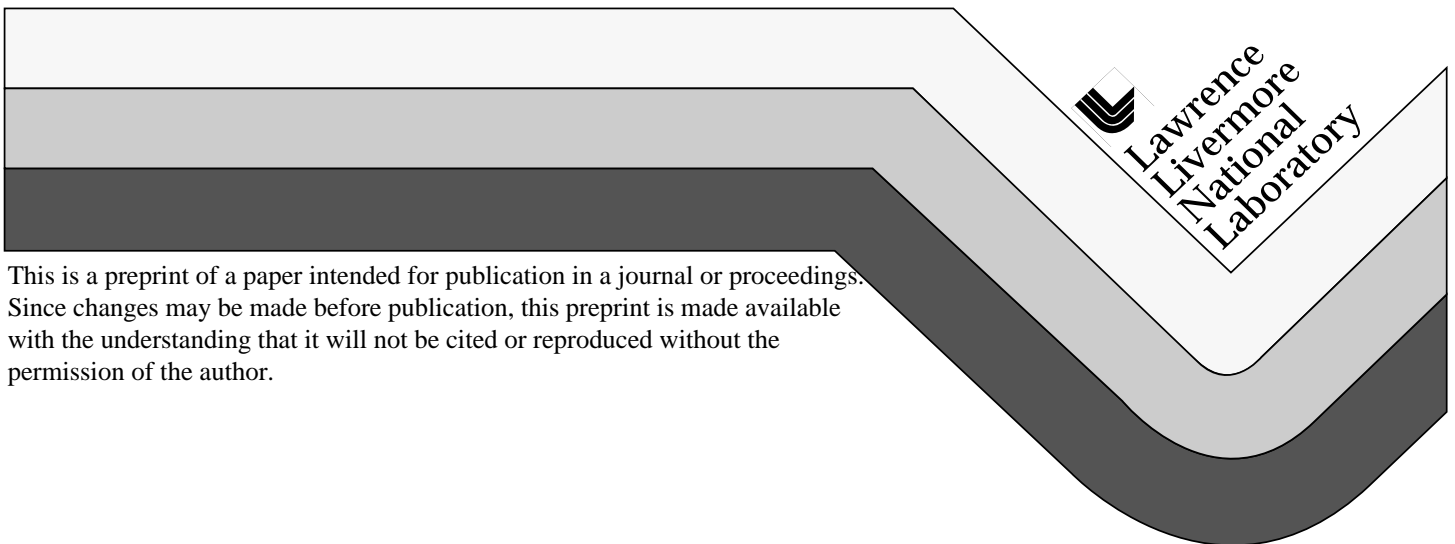 Lawrence
Livermore
National
Laboratory
This is a preprint of a paper intended for publication in a journal or proceedings.
Since changes may be made before publication, this preprint is made available
with the understanding that it will not be cited or reproduced without the
permission of the author.